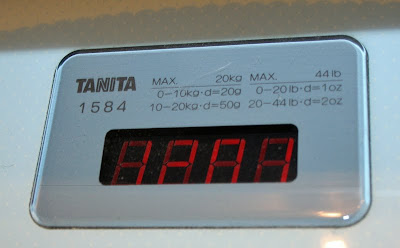 TANITA
1584
MAX. 20kg
0-10kg·d=20g
10-20kg·d=50g
MAX. 44lb
0-20lb·d=1oz
20-44lb·d=2oz